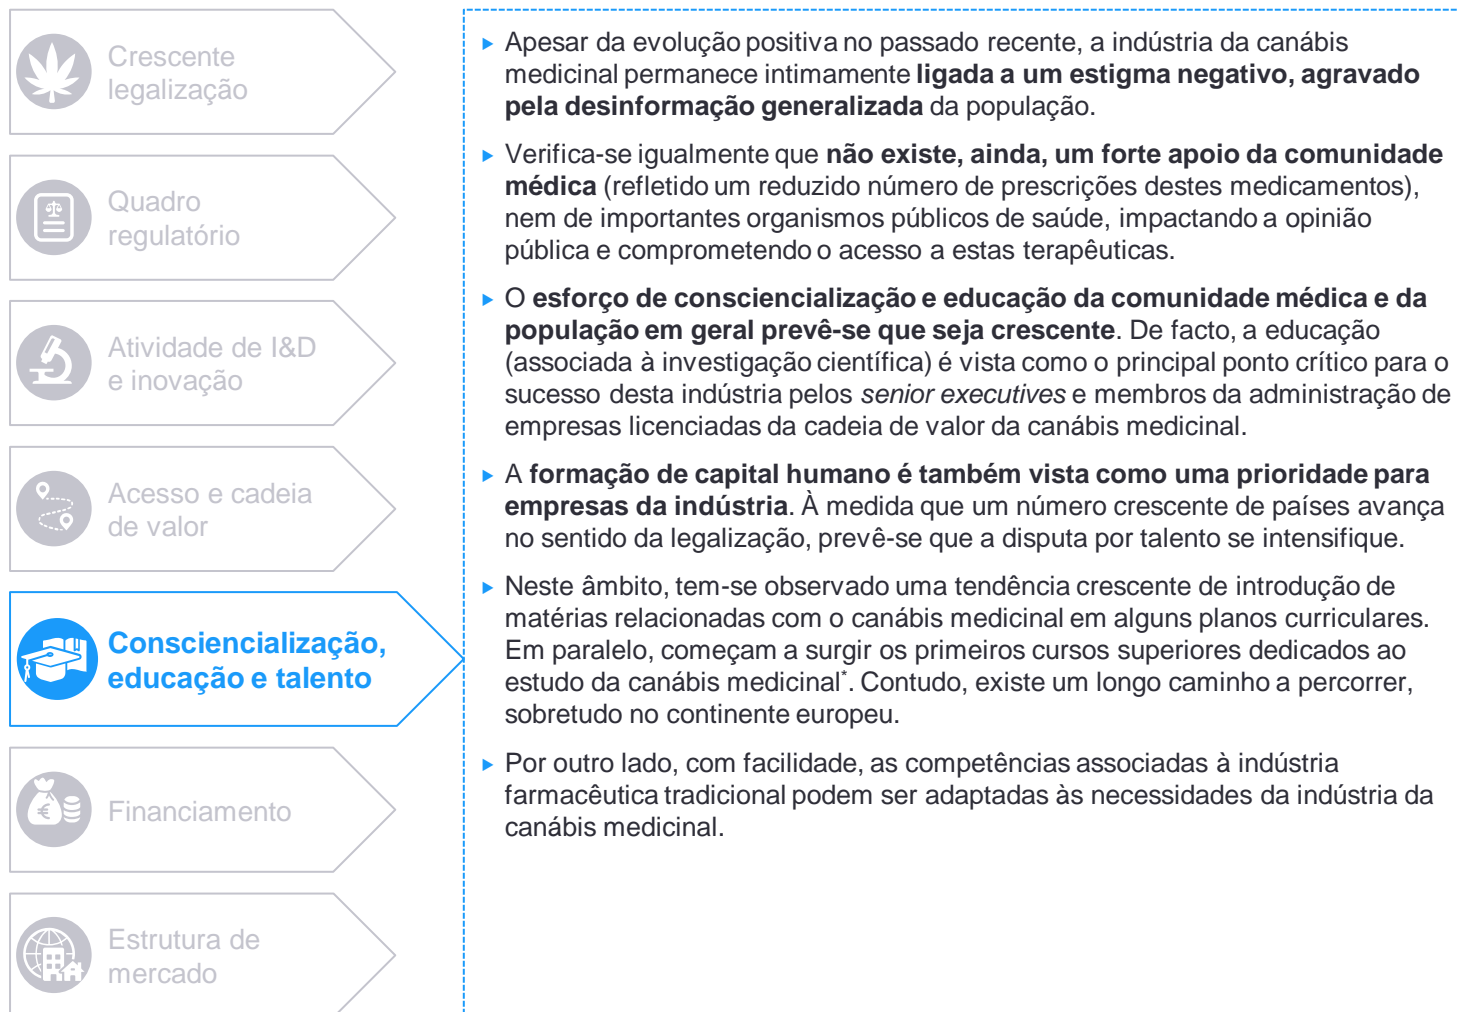 Crescente
legalização
Quadro
regulatório
Atividade de I&D
e inovação
Acesso e cadeia
de valor
Consciencialização,
educação e talento
Financiamento
Estrutura de
mercado
Apesar da evolução positiva no passado recente, a indústria da canábis
medicinal permanece intimamente ligada a um estigma negativo, agravado
pela desinformação generalizada da população.
Verifica-se igualmente que não existe, ainda, um forte apoio da comunidade
médica (refletido um reduzido número de prescrições destes medicamentos),
nem de importantes organismos públicos de saúde, impactando a opinião
pública e comprometendo o acesso a estas terapêuticas.
O esforço de consciencialização e educação da comunidade médica e da
população em geral prevê-se que seja crescente. De facto, a educação
(associada à investigação científica) é vista como o principal ponto crítico para o
sucesso desta indústria pelos senior executives e membros da administração de
empresas licenciadas da cadeia de valor da canábis medicinal.
A formação de capital humano é também vista como uma prioridade para
empresas da indústria. À medida que um número crescente de países avança
no sentido da legalização, prevê-se que a disputa por talento se intensifique.
Neste âmbito, tem-se observado uma tendência crescente de introdução de
matérias relacionadas com o canábis medicinal em alguns planos curriculares.
Em paralelo, começam a surgir os primeiros cursos superiores dedicados ao
estudo da canábis medicinal*. Contudo, existe um longo caminho a percorrer,
sobretudo no continente europeu.
Por outro lado, com facilidade, as competências associadas à indústria
farmacêutica tradicional podem ser adaptadas às necessidades da indústria da
canábis medicinal.